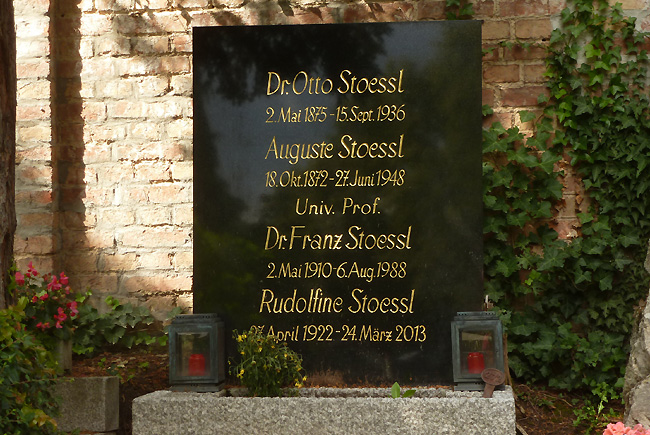 Dr. Otto Stoessl
2. Mai 1875 - 15. Sept. 1936
Auguste Stoessl
18. Okt. 1872 - 27. Juni 1948
Univ. Prof.
Dr. Franz Stoessl
2. Mai 1910 - 6. Aug. 1988
Rudolfine Stoessl
27. April 1922 - 24. März 2013